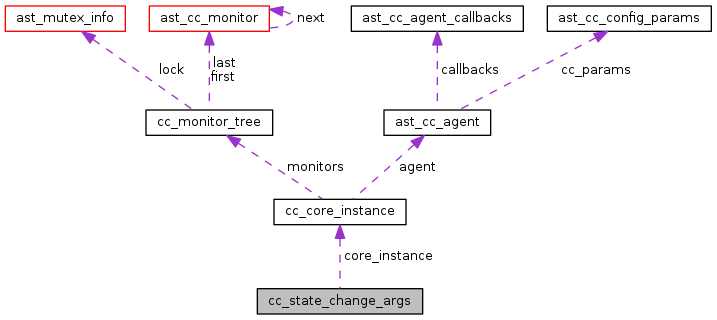 ast_mutex_info
ast_cc_monitor
next
ast_cc_agent_callbacks
ast_cc_config_params
lock
last
first
callbacks
cc_params
cc_monitor_tree
ast_cc_agent
monitors
agent
cc_core_instance
core_instance
cc_state_change_args